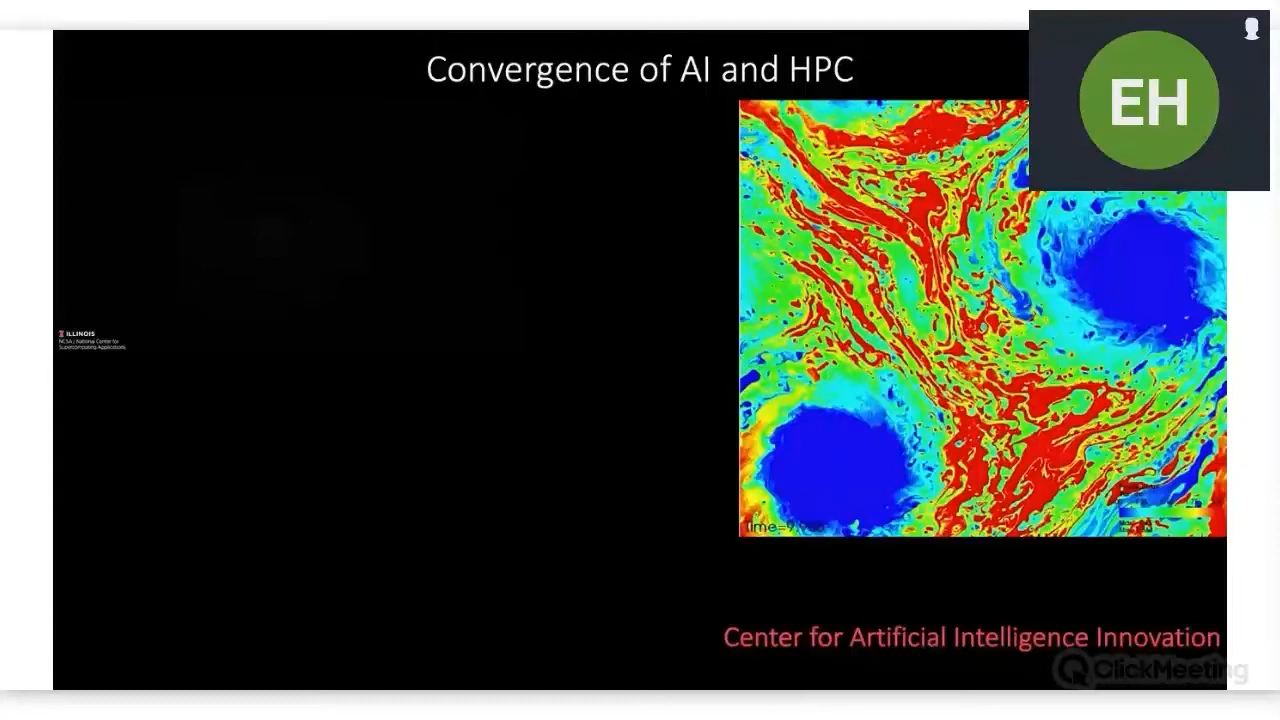 Convergence of AI and HPC
EH
ILLINOIS
NCSA | National Center for
Supercomputing Applications
Center for Artificial Intelligence Innovation
ClickMeeting